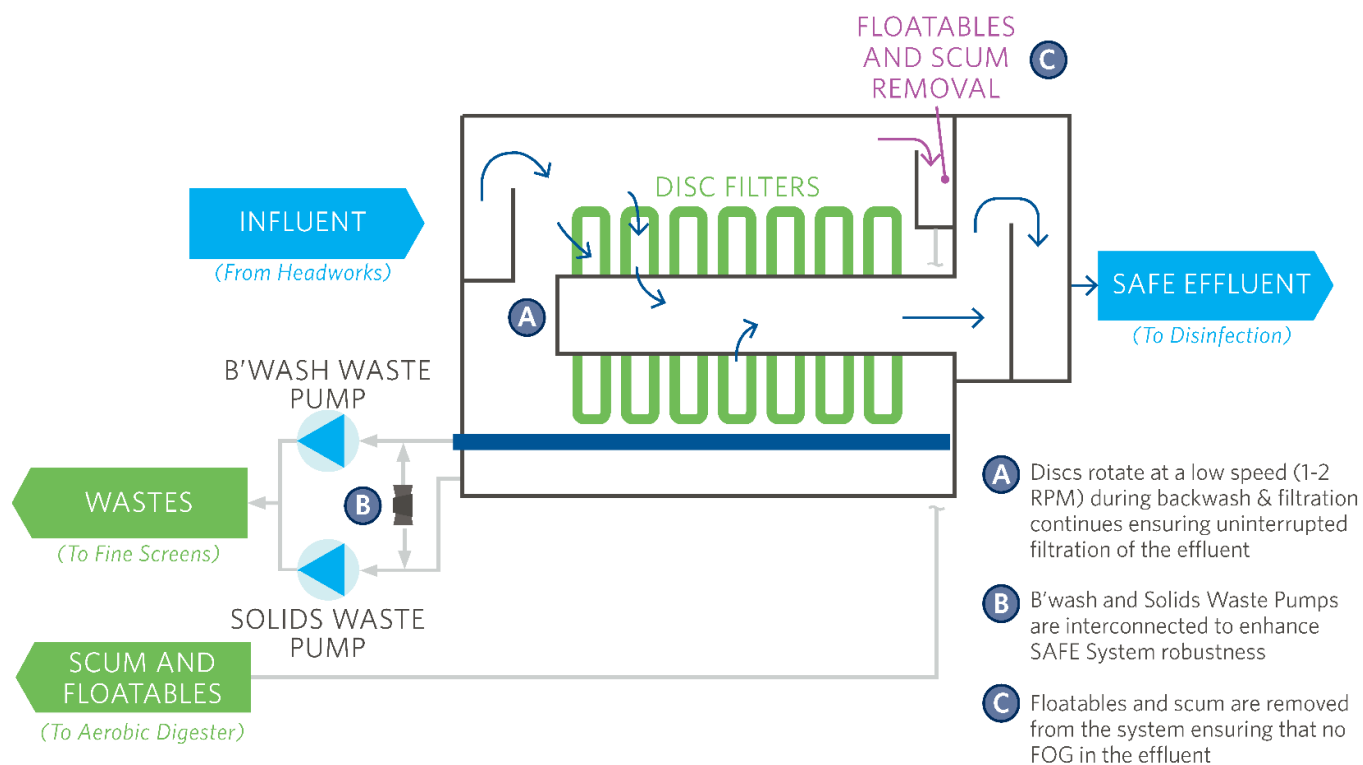 FLOATABLES
AND SCUM
REMOVAL
C
DISC FILTERS
INFLUENT
(From Headworks)
A
SAFE EFFLUENT
(To Disinfection)
B'WASH WASTE
PUMP
WASTES
(To Fine Screens)
B
SOLIDS WASTE
PUMP
SCUM AND
FLOATABLES
(To Aerobic Digester)
A
Discs rotate at a low speed (1-2
RPM) during backwash & filtration
continues ensuring uninterrupted
filtration of the effluent
B
B'wash and Solids Waste Pumps
are interconnected to enhance
SAFE System robustness
C
Floatables and scum are removed
from the system ensuring that no
FOG in the effluent